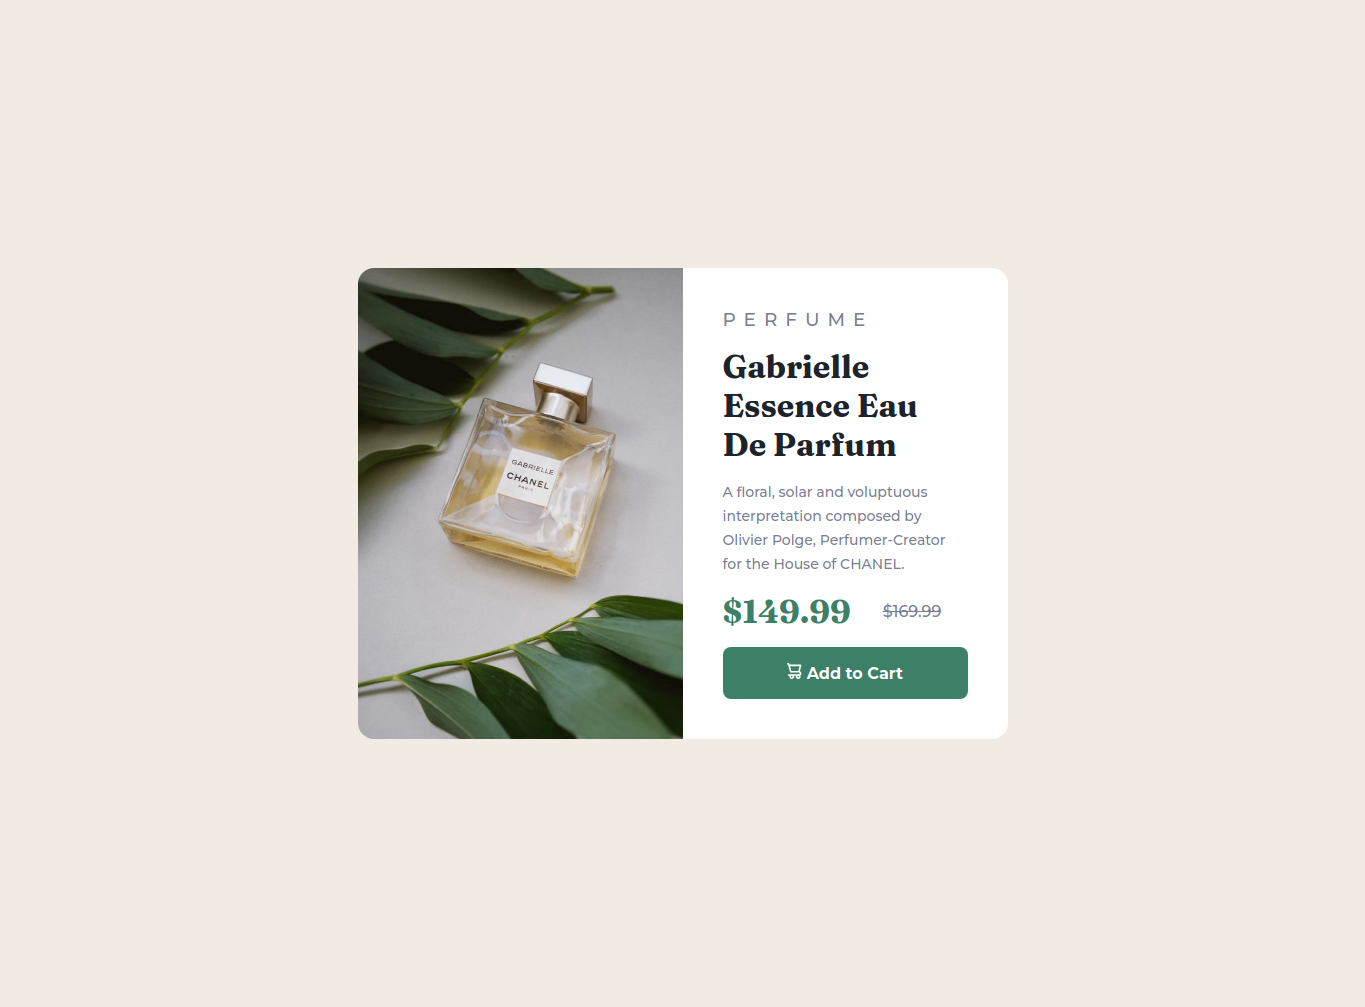 PERFUME
Gabrielle
Essence Eau
De Parfum
A floral, solar and voluptuous
interpretation composed by
Olivier Polge, Perfumer-Creator
for the House of CHANEL.
$149.99 $169.99
Add to Cart
GABRIELLE
CHANEL
PARIS